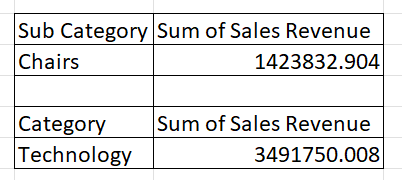 Sub Category Sum of Sales Revenue
Chairs 1423832.904
Category Sum of Sales Revenue
Technology 3491750.008